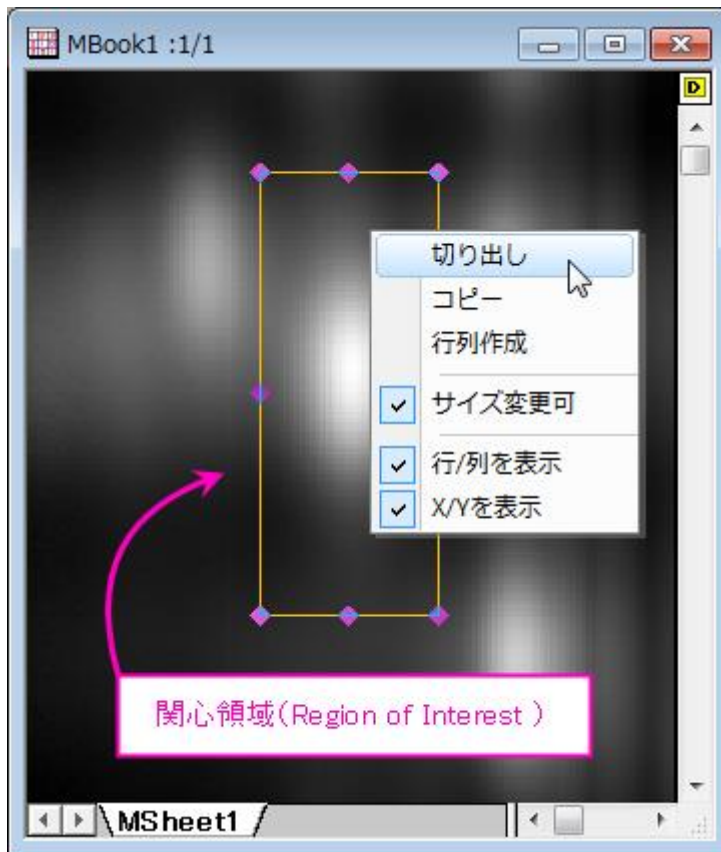 MBook1 :1/1
D
切り出し
コピー
行列作成
サイズ変更可
行/列を表示
X/Yを表示
関心領域(Region of Interest )
MSheet1